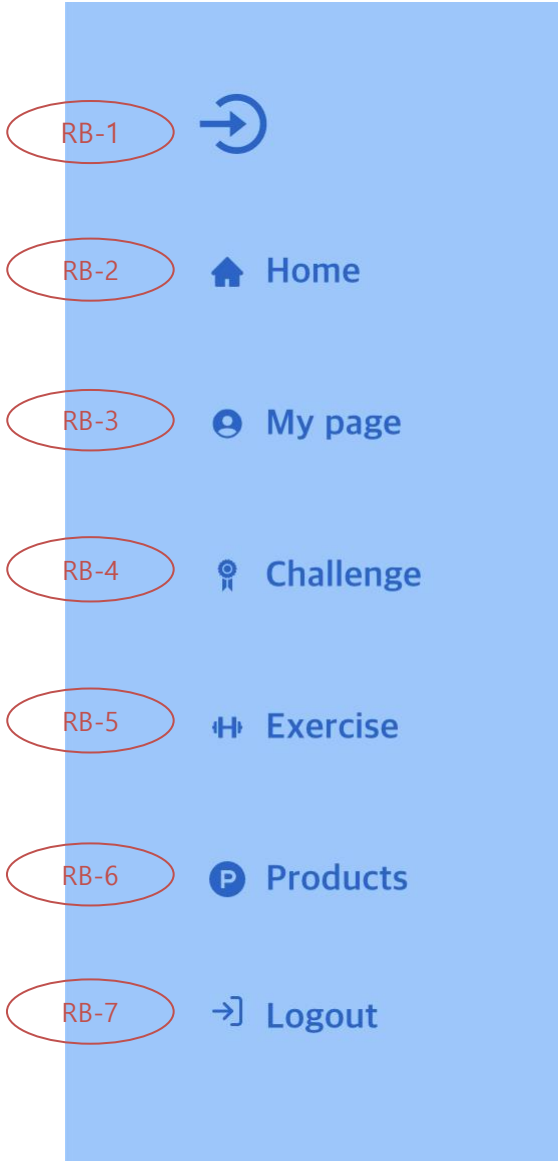 RB-1
RB-2 Home
RB-3 My page
RB-4 Challenge
RB-5 Exercise
RB-6 P Products
RB-7 Logout